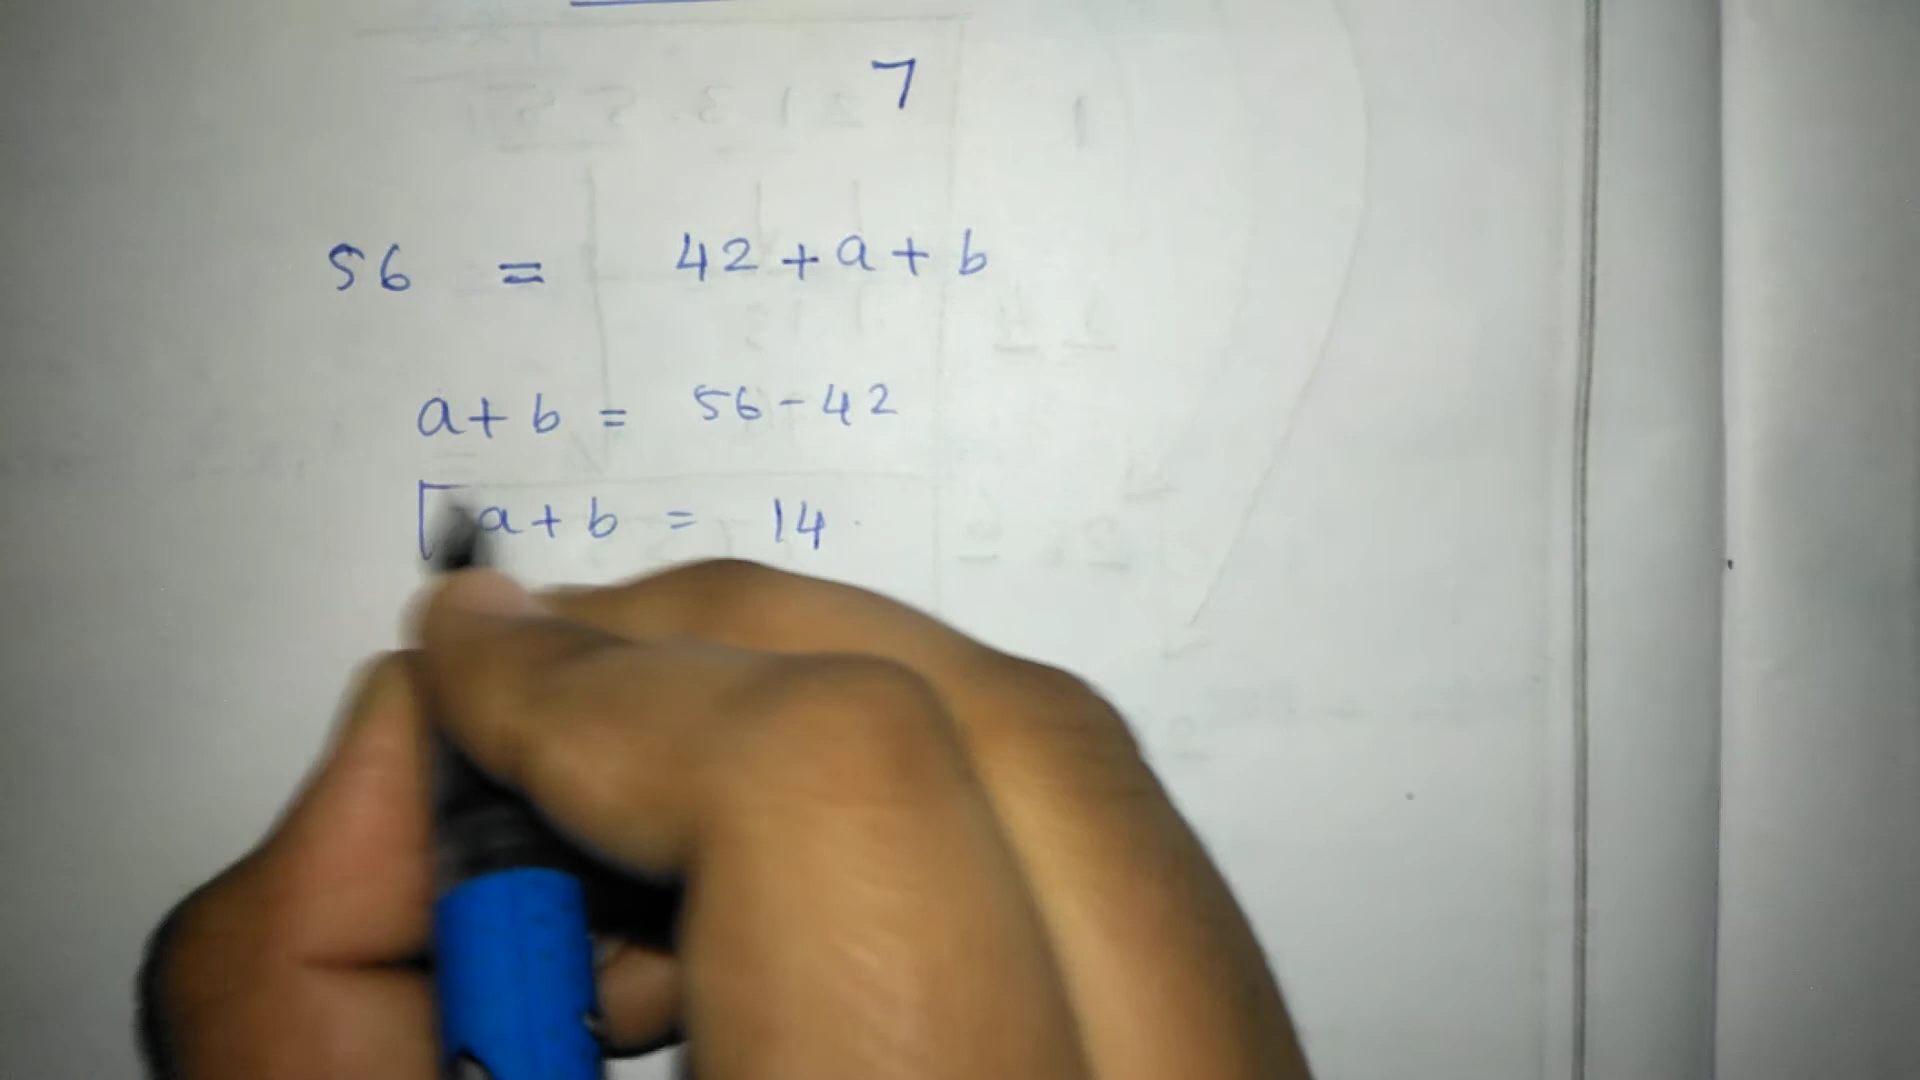 7
56 = 42 + a + b
a + b = 56 - 42
a + b = 14